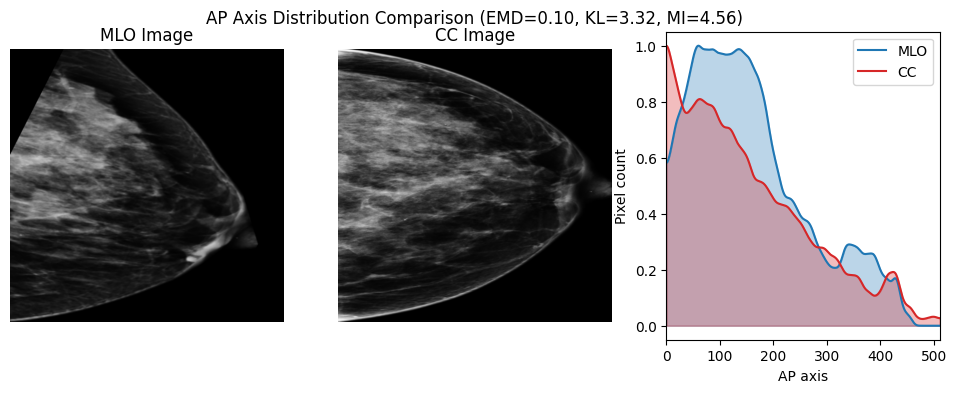 AP Axis Distribution Comparison (EMD=0.10, KL=3.32, MI=4.56)
MLO Image
CC Image
MLO
CC
Pixel count
1.0
0.8
0.6
0.4
0.2
0.0
0 100 200 300 400 500
AP axis